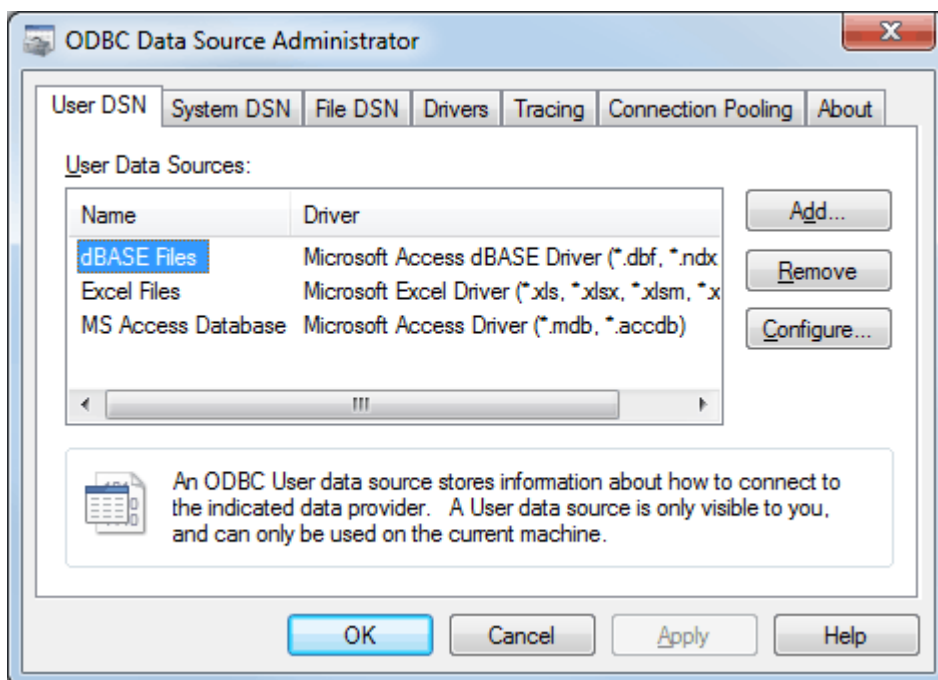 ODBC Data Source Administrator
User DSN System DSN File DSN Drivers Tracing Connection Pooling About
User Data Sources:
Name Driver
dBASE Files Microsoft Access dBASE Driver (*.dbf, *.ndx
Excel Files Microsoft Excel Driver (*.xls, *.xlsx, *.xlsm, *.x
MS Access Database Microsoft Access Driver (*.mdb, *.accdb)
Add...
Remove
Configure...
An ODBC User data source stores information about how to connect to
the indicated data provider. A User data source is only visible to you,
and can only be used on the current machine.
OK Cancel Apply Help